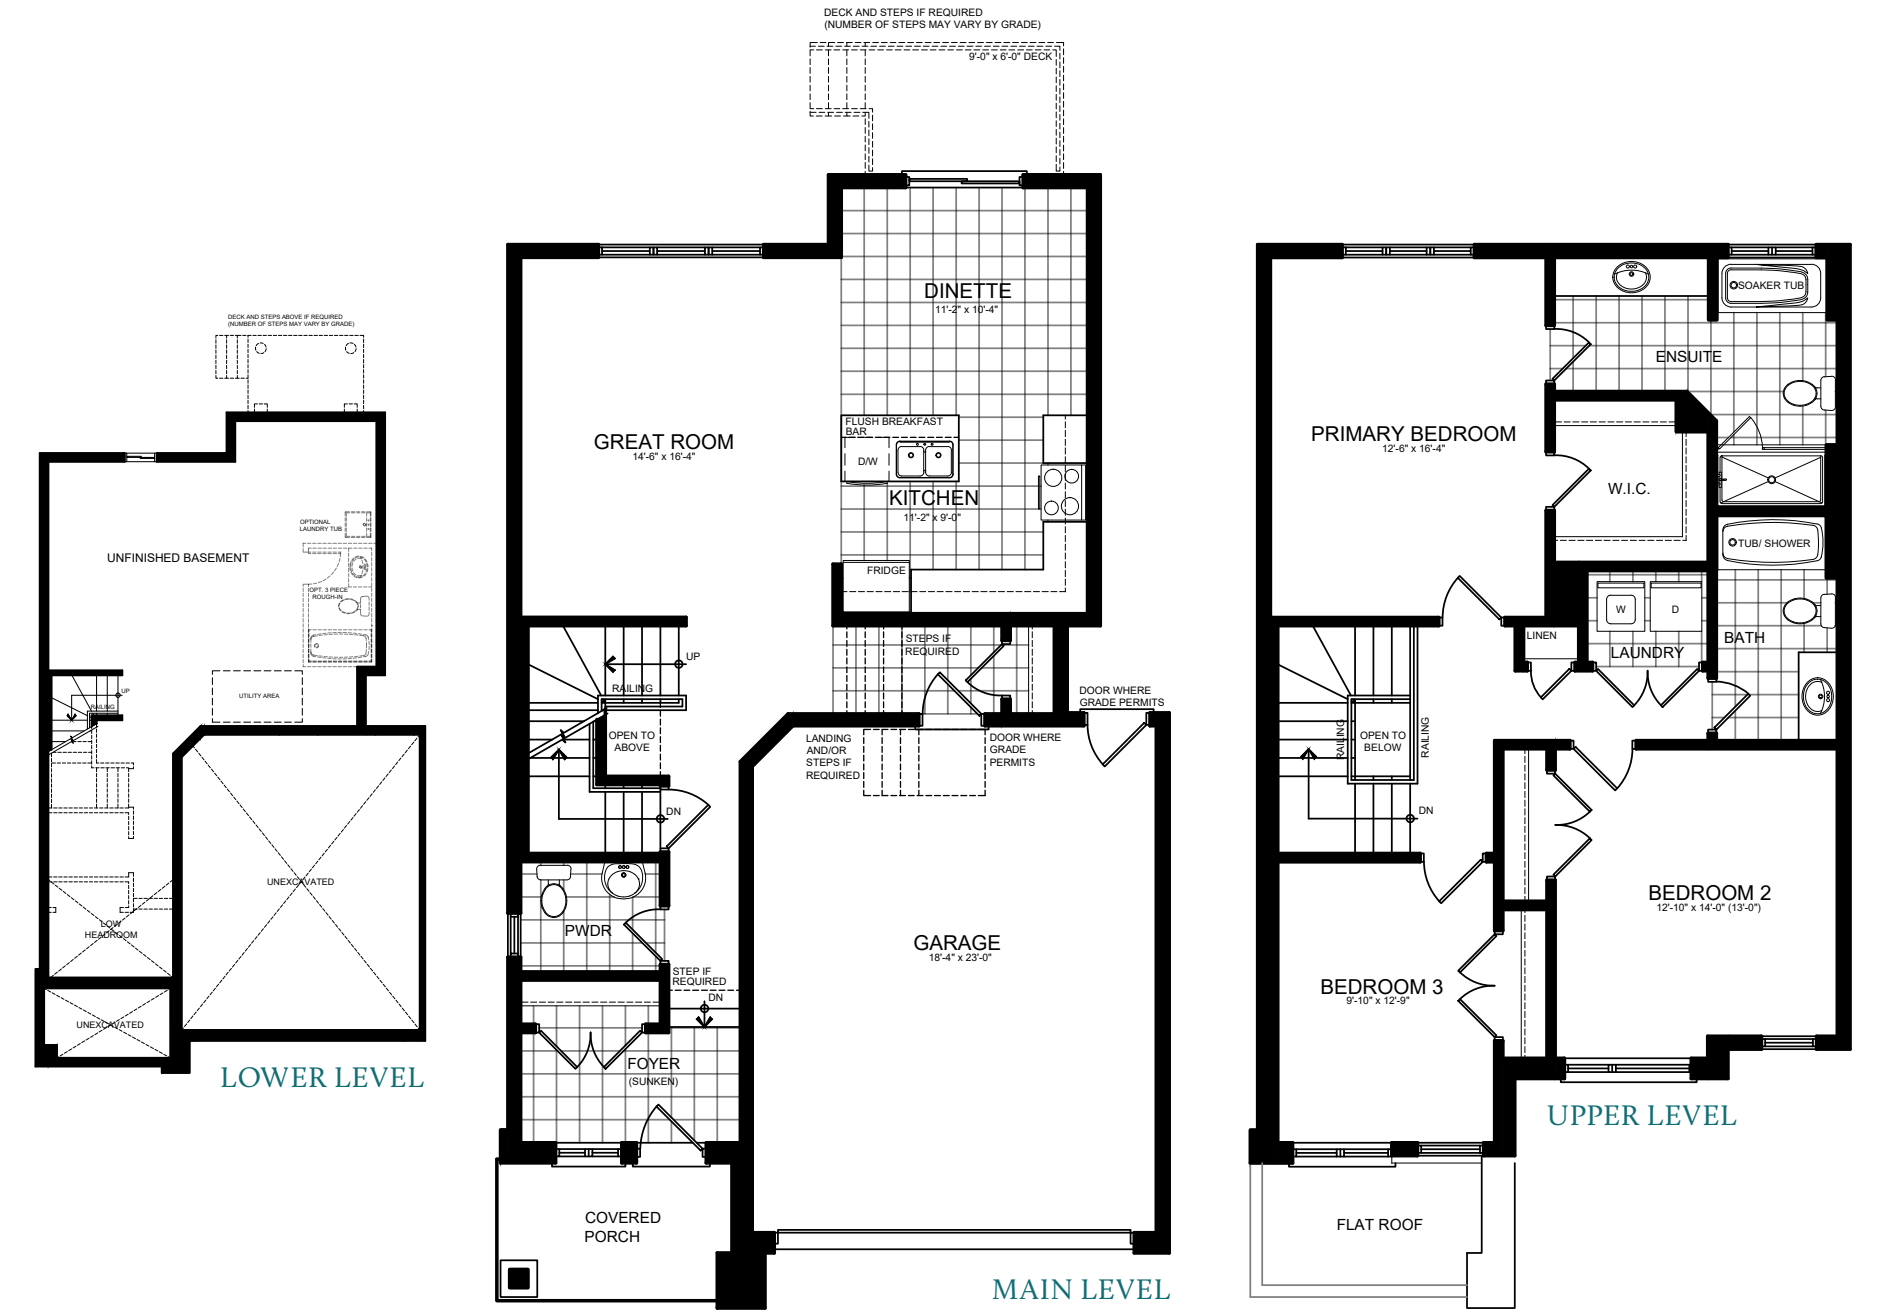 DECK AND STEPS ABOVE IF REQUIRED
(NUMBER OF STEPS MAY VARY BY GRADE)
OPTIONAL
LAUNDRY TUB
UNFINISHED BASEMENT
OPT. 3 PIECE
ROUGH-IN
UTILITY AREA
UP
RAILING
UNEXCAVATED
LOW
HEADROOM
UNEXCAVATED
LOWER LEVEL
DECK AND STEPS IF REQUIRED
(NUMBER OF STEPS MAY VARY BY GRADE)
9'-0" x 6'-0" DECK
DINETTE
11'-2" x 10'-4"
GREAT ROOM
14'-6" x 16'-4"
FLUSH BREAKFAST
BAR
D/W
KITCHEN
11'-2" x 9'-0"
FRIDGE
STEPS IF
REQUIRED
UP
RAILING
OPEN TO
ABOVE
DN
LANDING
AND/OR
STEPS IF
REQUIRED
DOOR WHERE
GRADE
PERMITS
DOOR WHERE
GRADE PERMITS
PWDR
STEP IF
REQUIRED
DN
FOYER
(SUNKEN)
GARAGE
18'-4" x 23'-0"
COVERED
PORCH
MAIN LEVEL
SOAKER TUB
ENSUITE
PRIMARY BEDROOM
12'-6" x 16'-4"
W.I.C.
TUB/ SHOWER
W
D
LINEN
LAUNDRY
BATH
RAILING
OPEN TO
BELOW
RAILING
DN
BEDROOM 2
12'-10" x 14'-0" (13'-0")
BEDROOM 3
9'-10" x 12'-9"
UPPER LEVEL
FLAT ROOF